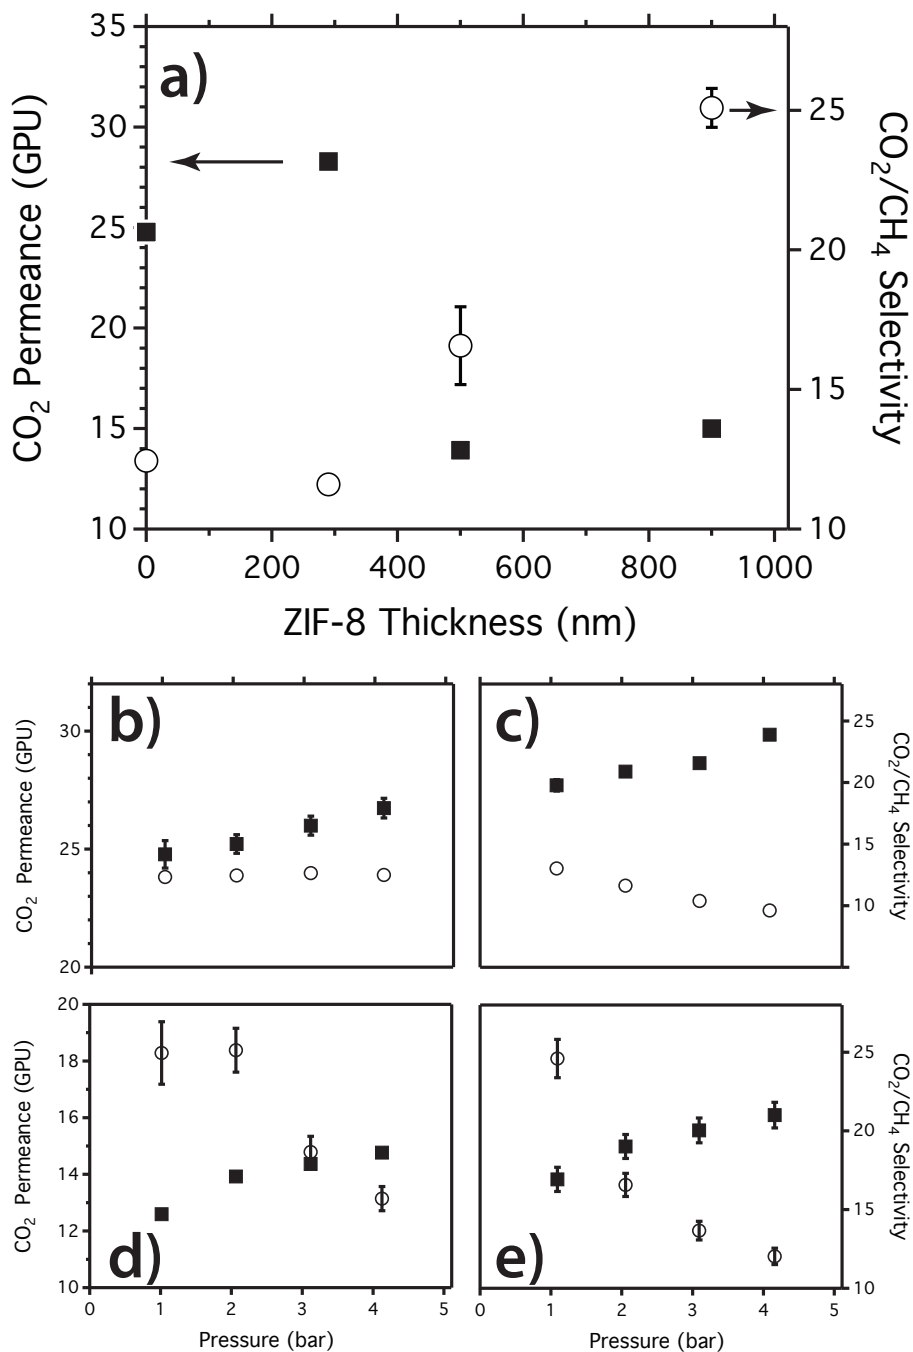 a)
35
30
25
20
15
10
CO₂ Permeance (GPU)
25
20
15
10
CO₂/CH₄ Selectivity
0 200 400 600 800 1000
ZIF-8 Thickness (nm)
b)
30
25
20
CO₂ Permeance (GPU)
c)
25
20
15
10
CO₂/CH₄ Selectivity
d)
20
18
16
14
12
10
CO₂ Permeance (GPU)
0 1 2 3 4 5
Pressure (bar)
e)
25
20
15
10
CO₂/CH₄ Selectivity
0 1 2 3 4 5
Pressure (bar)